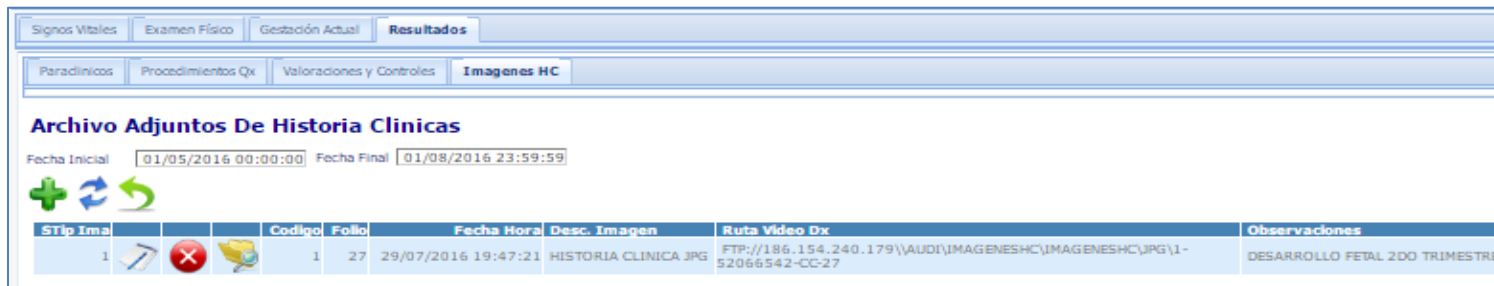 Signos Vitales Examen Físico Gestación Actual Resultados
Paraclinicos Procedimientos Qx Valoraciones y Controles Imagenes HC
Archivo Adjuntos De Historia Clinicas
Fecha Inicial 01/05/2016 00:00:00 Fecha Final 01/08/2016 23:59:59
STip Ima Codigo Folio Fecha Hora Desc. Imagen Ruta Video Dx Observaciones
1 1 27 29/07/2016 19:47:21 HISTORIA CLINICA JPG FTP://186.154.240.179\\AUDI\IMAGENESHC\IMAGENESHC\JPG\1-
52066542-CC-27 DESARROLLO FETAL 2DO TRIMESTRE